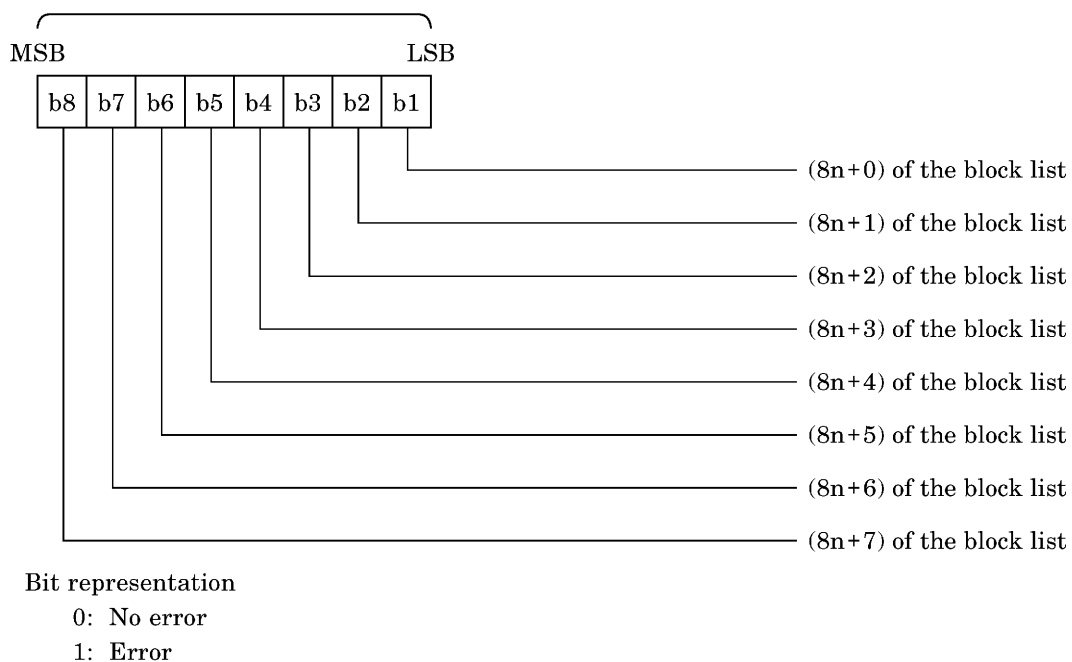 MSB LSB
b8 b7 b6 b5 b4 b3 b2 b1
(8n+0) of the block list
(8n+1) of the block list
(8n+2) of the block list
(8n+3) of the block list
(8n+4) of the block list
(8n+5) of the block list
(8n+6) of the block list
(8n+7) of the block list
Bit representation
0: No error
1: Error